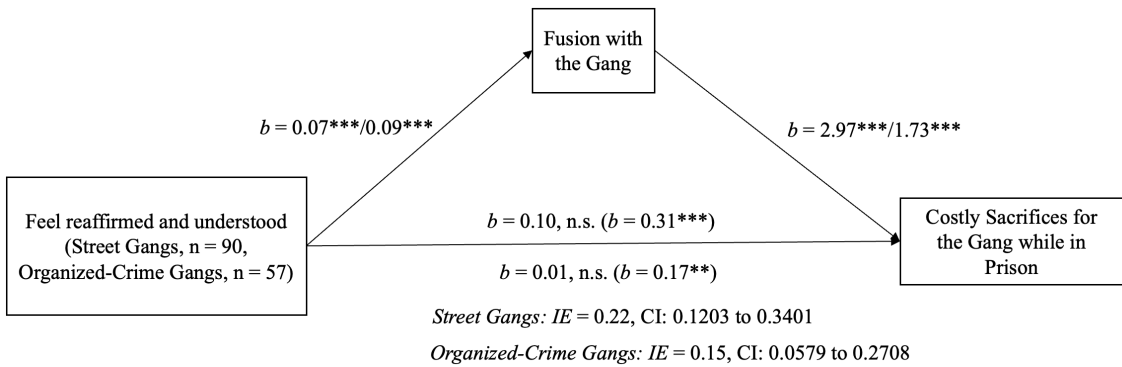 Fusion with
the Gang
b = 0.07***/0.09***
b = 2.97***/1.73***
Feel reaffirmed and understood
(Street Gangs, n = 90,
Organized-Crime Gangs, n = 57)
b = 0.10, n.s. (b = 0.31***)
b = 0.01, n.s. (b = 0.17**)
Costly Sacrifices for
the Gang while in
Prison
Street Gangs: IE = 0.22, CI: 0.1203 to 0.3401
Organized-Crime Gangs: IE = 0.15, CI: 0.0579 to 0.2708